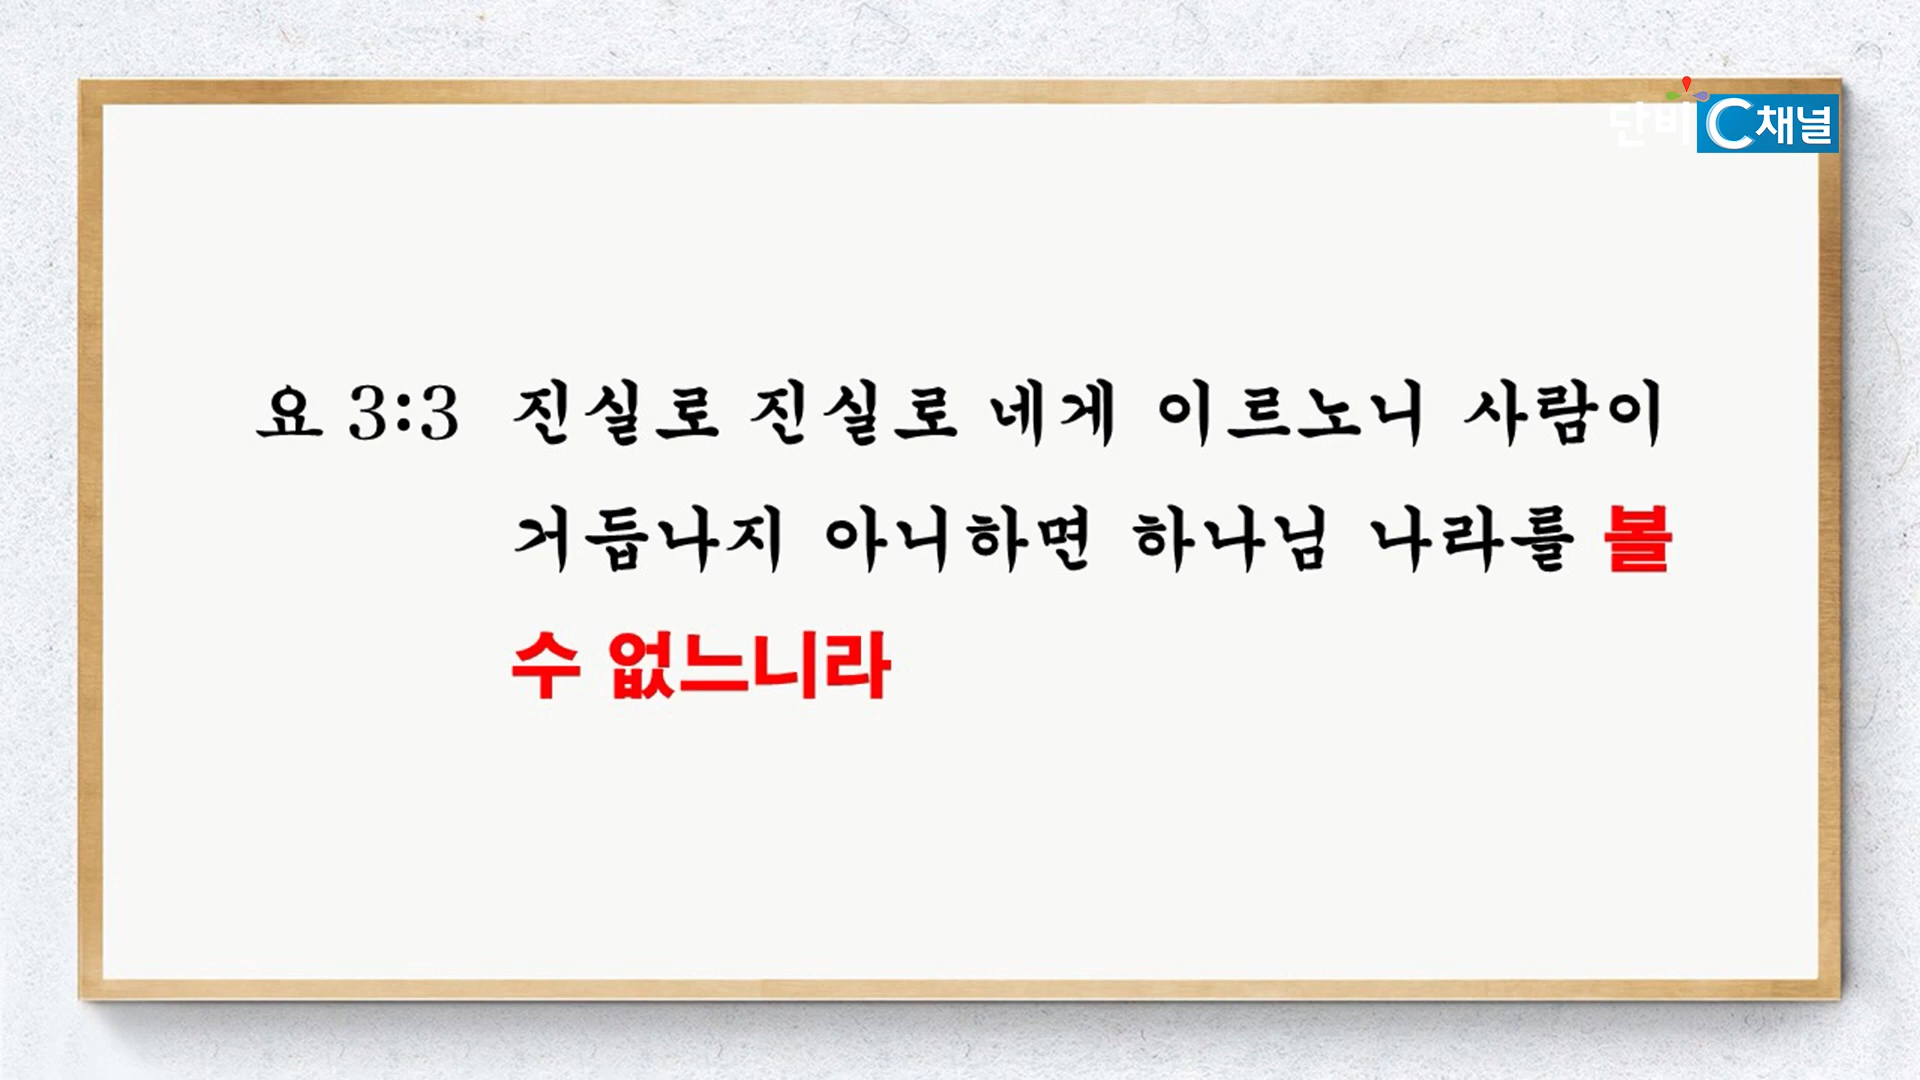 단비 C채널
요 3:3 진실로 진실로 네게 이르노니 사람이
거듭나지 아니하면 하나님 나라를 볼
수 없느니라